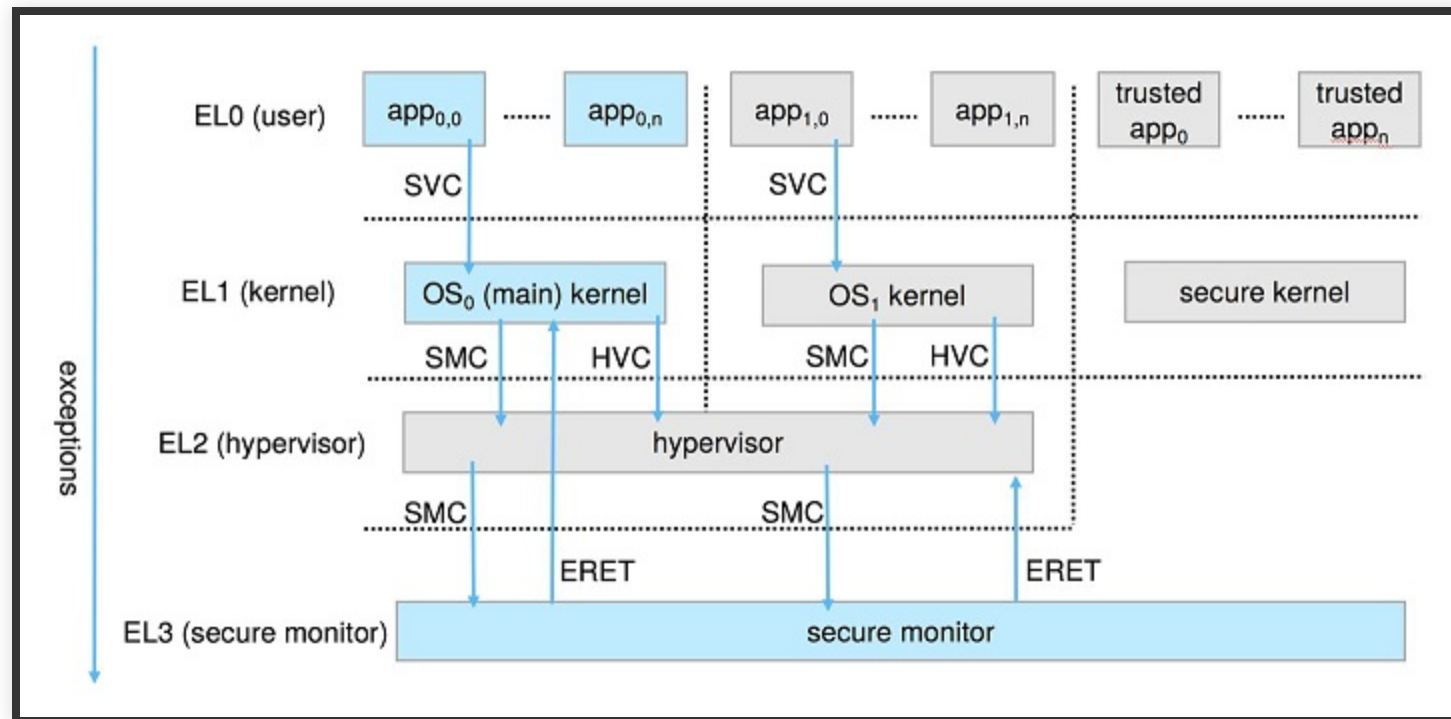 EL0 (user)
app₀,₀ ........ app₀,ₙ
app₁,₀ ........ app₁,ₙ
trusted
app₀
........
trusted
appₙ
SVC
SVC
EL1 (kernel)
OS₀ (main) kernel
OS₁ kernel
secure kernel
SMC
HVC
SMC
HVC
exceptions
EL2 (hypervisor)
hypervisor
SMC
SMC
ERET
ERET
EL3 (secure monitor)
secure monitor